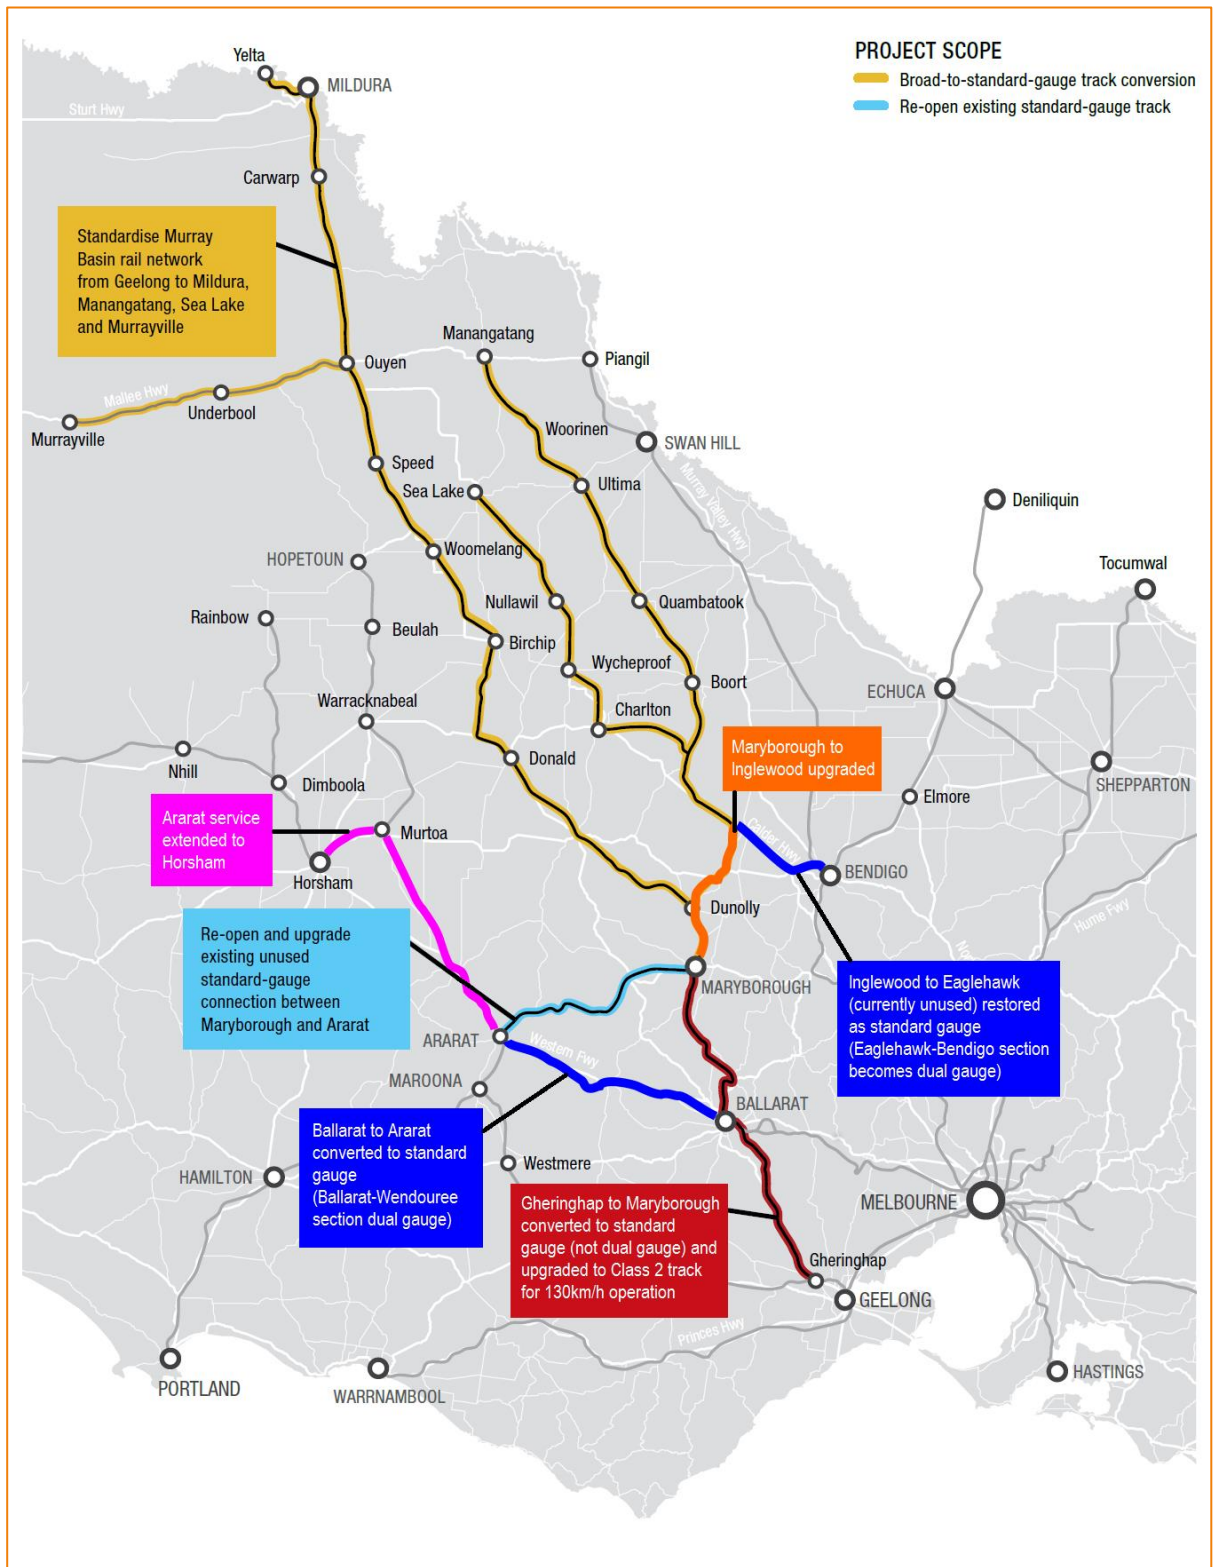 PROJECT SCOPE
Broad-to-standard-gauge track conversion
Re-open existing standard-gauge track
Yelta
MILDURA
Sturt Hwy
Carwarp
Standardise Murray
Basin rail network
from Geelong to Mildura,
Manangatang, Sea Lake
and Murrayville
Manangatang
Piangil
Ouyen
Mallee Hwy
Underbool
Murrayville
Woorinen
SWAN HILL
Speed
Sea Lake
Ultima
Murray Valley Hwy
Deniliquin
HOPETOUN
Woomelang
Tocumwal
Nullawil
Quambatook
Rainbow
Beulah
Birchip
Wycheproof
Boort
ECHUCA
Warracknabeal
Charlton
Nhill
Donald
Maryborough to
Inglewood upgraded
Dimboola
SHEPPARTON
Elmore
Ararat service
extended to
Horsham
Murtoa
Calder Hwy
Horsham
BENDIGO
Dunolly
Hume Fwy
Re-open and upgrade
existing unused
standard-gauge
connection between
Maryborough and Ararat
MARYBOROUGH
Inglewood to Eaglehawk
(currently unused) restored
as standard gauge
(Eaglehawk-Bendigo section
becomes dual gauge)
ARARAT
Western Fwy
MAROONA
BALLARAT
Ballarat to Ararat
converted to standard
gauge
(Ballarat-Wendouree
section dual gauge)
HAMILTON
Westmere
Gheringhap to Maryborough
converted to standard
gauge (not dual gauge) and
upgraded to Class 2 track
for 130km/h operation
MELBOURNE
Gheringhap
GEELONG
Princes Hwy
PORTLAND
WARRNAMBOOL
HASTINGS